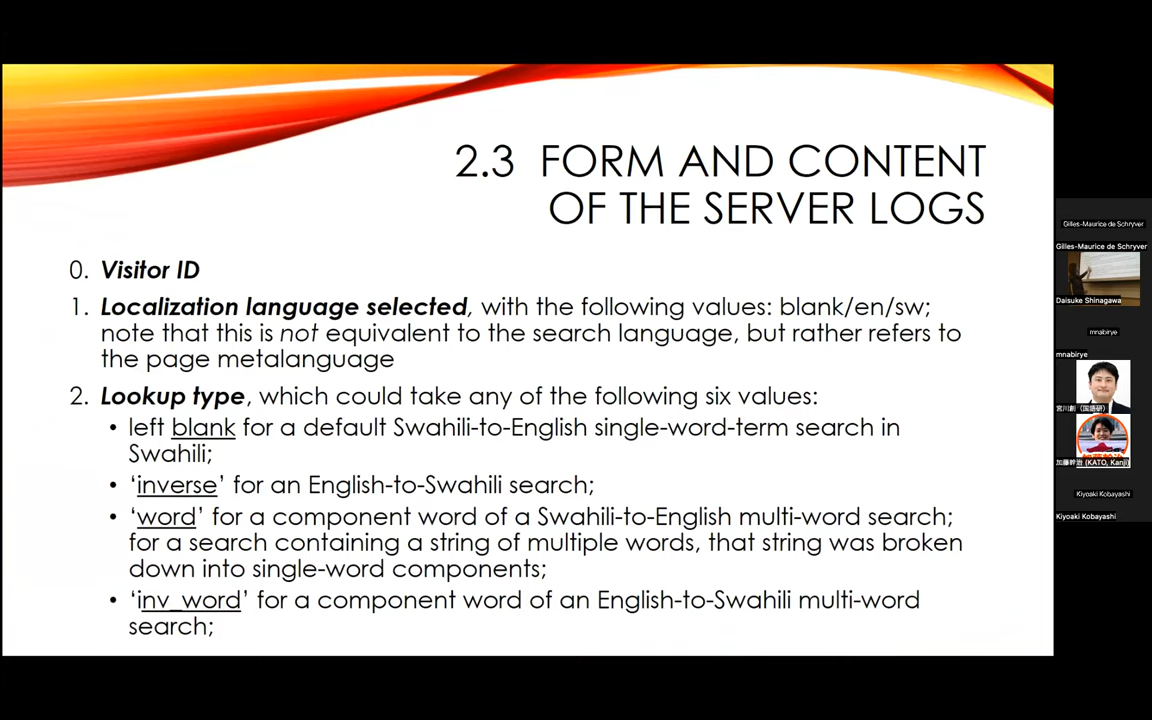 2.3 FORM AND CONTENT
OF THE SERVER LOGS
0. Visitor ID
1. Localization language selected, with the following values: blank/en/sw;
note that this is not equivalent to the search language, but rather refers to
the page metalanguage
2. Lookup type, which could take any of the following six values:
• left blank for a default Swahili-to-English single-word-term search in
Swahili;
• ‘inverse’ for an English-to-Swahili search;
• ‘word’ for a component word of a Swahili-to-English multi-word search;
for a search containing a string of multiple words, that string was broken
down into single-word components;
• ‘inv_word’ for a component word of an English-to-Swahili multi-word
search;
Gilles-Maurice de Schryver
Gilles-Maurice de Schryver
Daisuke Shinagawa
mnabirye
mnabirye
宮川創（国語研）
加藤幹治 (KATO, Kanji)
Kiyoaki Kobayashi
Kiyoaki Kobayashi